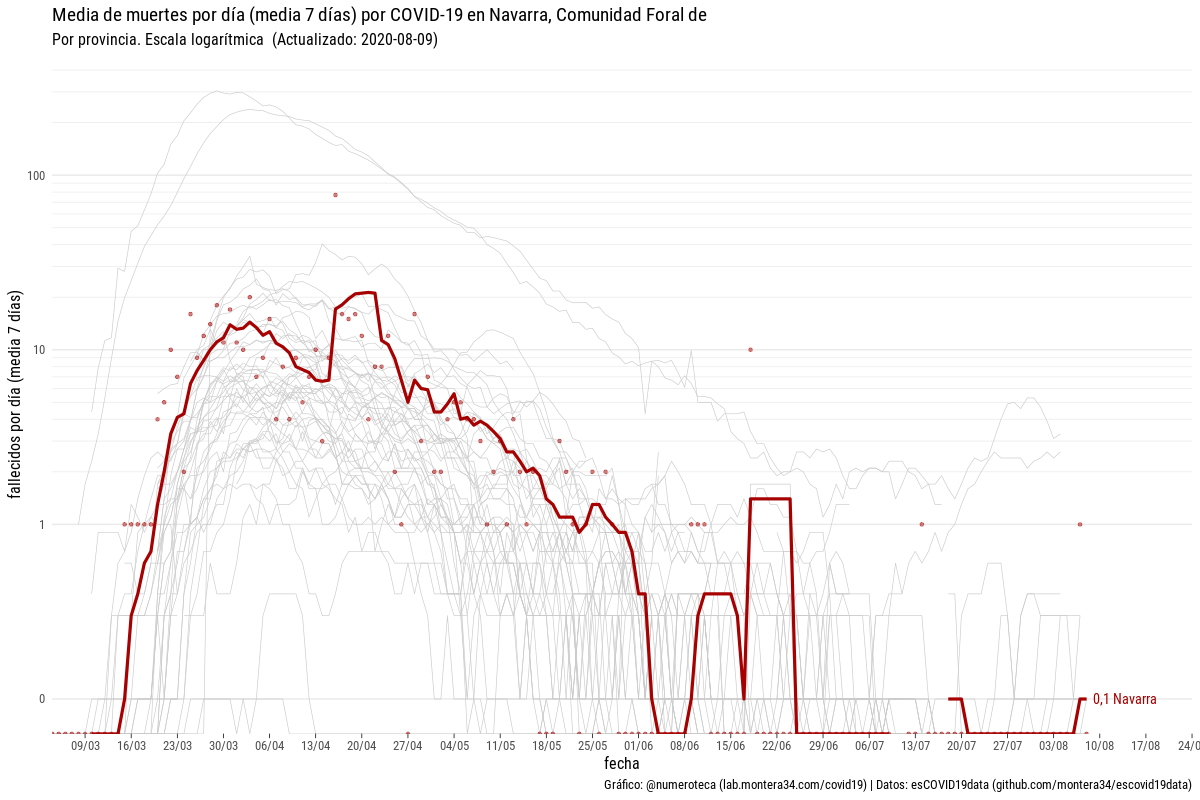 Media de muertes por día (media 7 días) por COVID-19 en Navarra, Comunidad Foral de
Por provincia. Escala logarítmica (Actualizado: 2020-08-09)
fallecidos por día (media 7 días)
100
10
1
0
0,1 Navarra
09/03 16/03 23/03 30/03 06/04 13/04 20/04 27/04 04/05 11/05 18/05 25/05 01/06 08/06 15/06 22/06 29/06 06/07 13/07 20/07 27/07 03/08 10/08 17/08 24/0
fecha
Gráfico: @numeroteca (lab.montera34.com/covid19) | Datos: esCOVID19data (github.com/montera34/escovid19data)